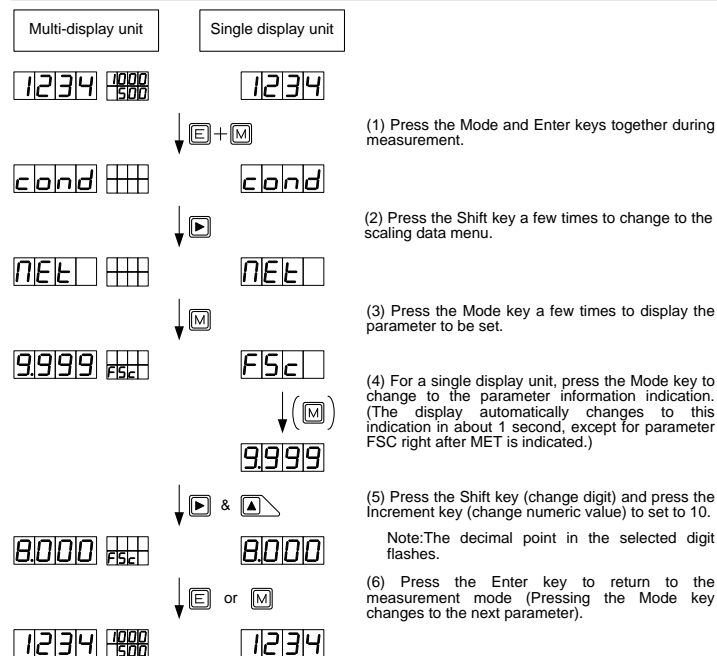 Multi-display unit Single display unit
1234 1000 500 1234
E + M
(1) Press the Mode and Enter keys together during
measurement.
cond cond
(2) Press the Shift key a few times to change to the
scaling data menu.
MEt MEt
M
(3) Press the Mode key a few times to display the
parameter to be set.
9.999 FSc FSc
(M)
(4) For a single display unit, press the Mode key to
change to the parameter information indication.
(The display automatically changes to this
indication in about 1 second, except for parameter
FSC right after MET is indicated.)
9.999
&
(5) Press the Shift key (change digit) and press the
Increment key (change numeric value) to set to 10.
Note:The decimal point in the selected digit
flashes.
8.000 FSc 8.000
E or M
(6) Press the Enter key to return to the
measurement mode (Pressing the Mode key
changes to the next parameter).
1234 1000 500 1234